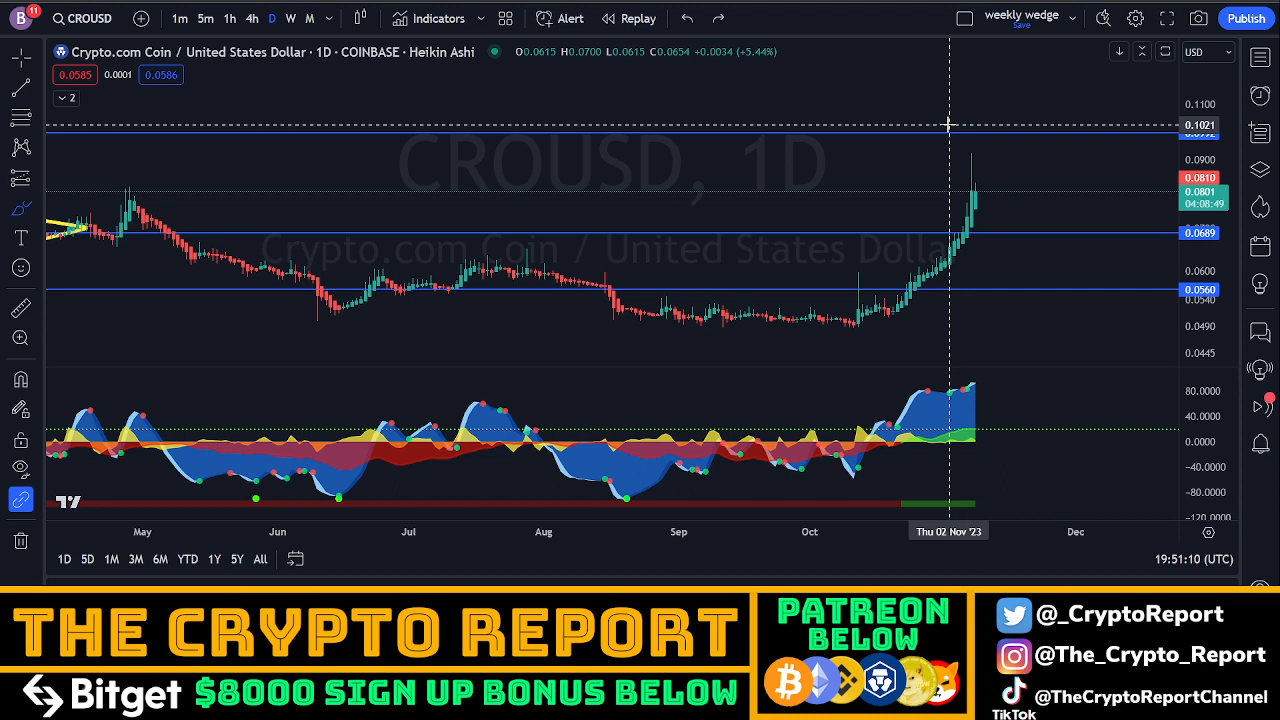 B 11 CROUSD 1m 5m 1h 4h D W M Indicators Alert Replay weekly wedge Save Publish
Crypto.com Coin / United States Dollar · 1D · COINBASE · Heikin Ashi O0.0615 H0.0700 L0.0615 C0.0654 +0.0034 (+5.44%) USD
0.0585 0.0001 0.0586
2
CROUSD, 1D
Crypto.com Coin / United States Dollar
0.1100
0.1021
0.0992
0.0900
0.0810
0.0801
04:08:49
0.0689
0.0600
0.0560
0.0540
0.0490
0.0445
80.0000
40.0000
0.0000
-40.0000
-80.0000
-120.0000
May Jun Jul Aug Sep Oct Thu 02 Nov '23 Dec
1D 5D 1M 3M 6M YTD 1Y 5Y All 19:51:10 (UTC)
THE CRYPTO REPORT
Bitget $8000 SIGN UP BONUS BELOW
PATREON
BELOW
@_CryptoReport
@The_Crypto_Report
@TheCryptoReportChannel
TikTok